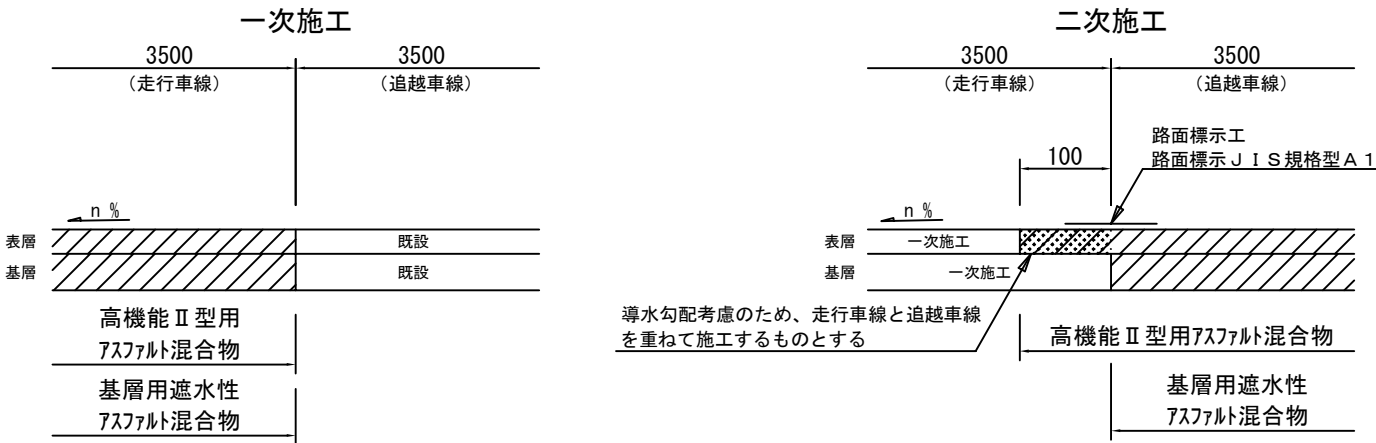 一次施工
3500
3500
(走行車線)
(追越車線)
n %
表層
既設
基層
既設
高機能Ⅱ型用
アスファルト混合物
基層用遮水性
アスファルト混合物
二次施工
3500
3500
(走行車線)
(追越車線)
路面標示工
路面標示ＪＩＳ規格型Ａ１
100
n %
表層
一次施工
基層
一次施工
導水勾配考慮のため、走行車線と追越車線
を重ねて施工するものとする
高機能Ⅱ型用アスファルト混合物
基層用遮水性
アスファルト混合物